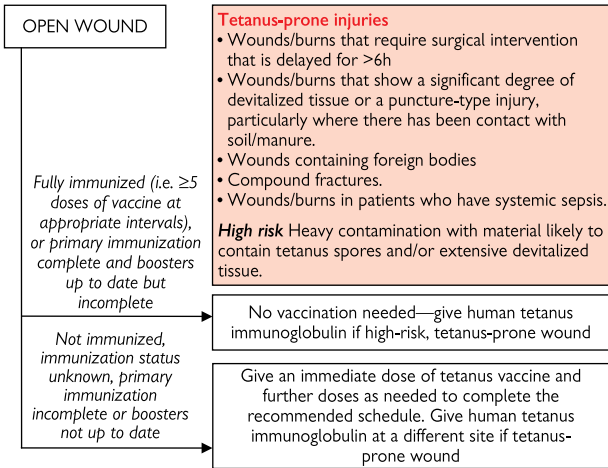 OPEN WOUND
Tetanus-prone injuries
• Wounds/burns that require surgical intervention
that is delayed for >6h
• Wounds/burns that show a significant degree of
devitalized tissue or a puncture-type injury,
particularly where there has been contact with
soil/manure.
• Wounds containing foreign bodies
• Compound fractures.
• Wounds/burns in patients who have systemic sepsis.
High risk Heavy contamination with material likely to
contain tetanus spores and/or extensive devitalized
tissue.
Fully immunized (i.e. ≥5
doses of vaccine at
appropriate intervals),
or primary immunization
complete and boosters
up to date but
incomplete
No vaccination needed—give human tetanus
immunoglobulin if high-risk, tetanus-prone wound
Not immunized,
immunization status
unknown, primary
immunization
incomplete or boosters
not up to date
Give an immediate dose of tetanus vaccine and
further doses as needed to complete the
recommended schedule. Give human tetanus
immunoglobulin at a different site if tetanus-
prone wound